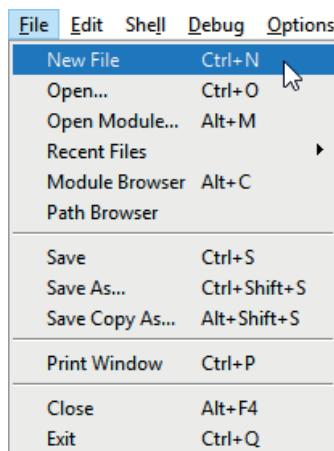 File Edit Shell Debug Options
New File Ctrl+N
Open... Ctrl+O
Open Module... Alt+M
Recent Files
Module Browser Alt+C
Path Browser
Save Ctrl+S
Save As... Ctrl+Shift+S
Save Copy As... Alt+Shift+S
Print Window Ctrl+P
Close Alt+F4
Exit Ctrl+Q